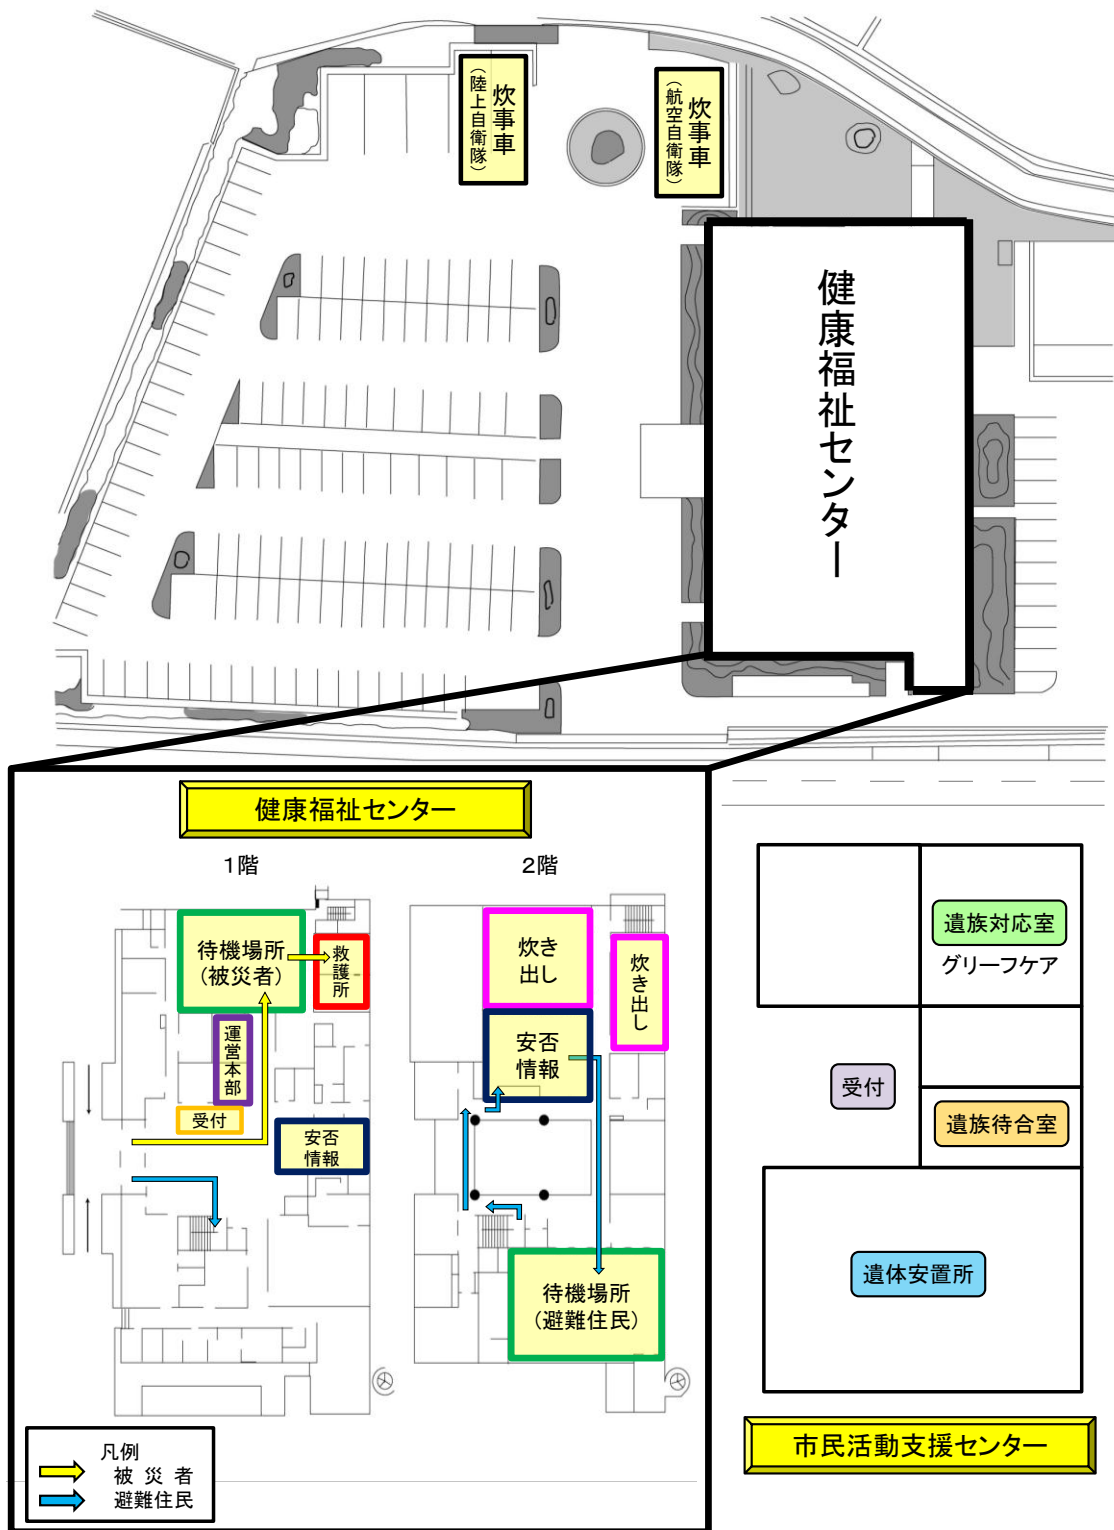 炊事車
(陸上自衛隊)
炊事車
(航空自衛隊)
健康福祉センター
健康福祉センター
1階
2階
待機場所
(被災者)
救護所
運営本部
受付
安否
情報
炊き
出し
炊き出し
安否
情報
待機場所
(避難住民)
凡例
被災者
避難住民
遺族対応室
グリーフケア
受付
遺族待合室
遺体安置所
市民活動支援センター